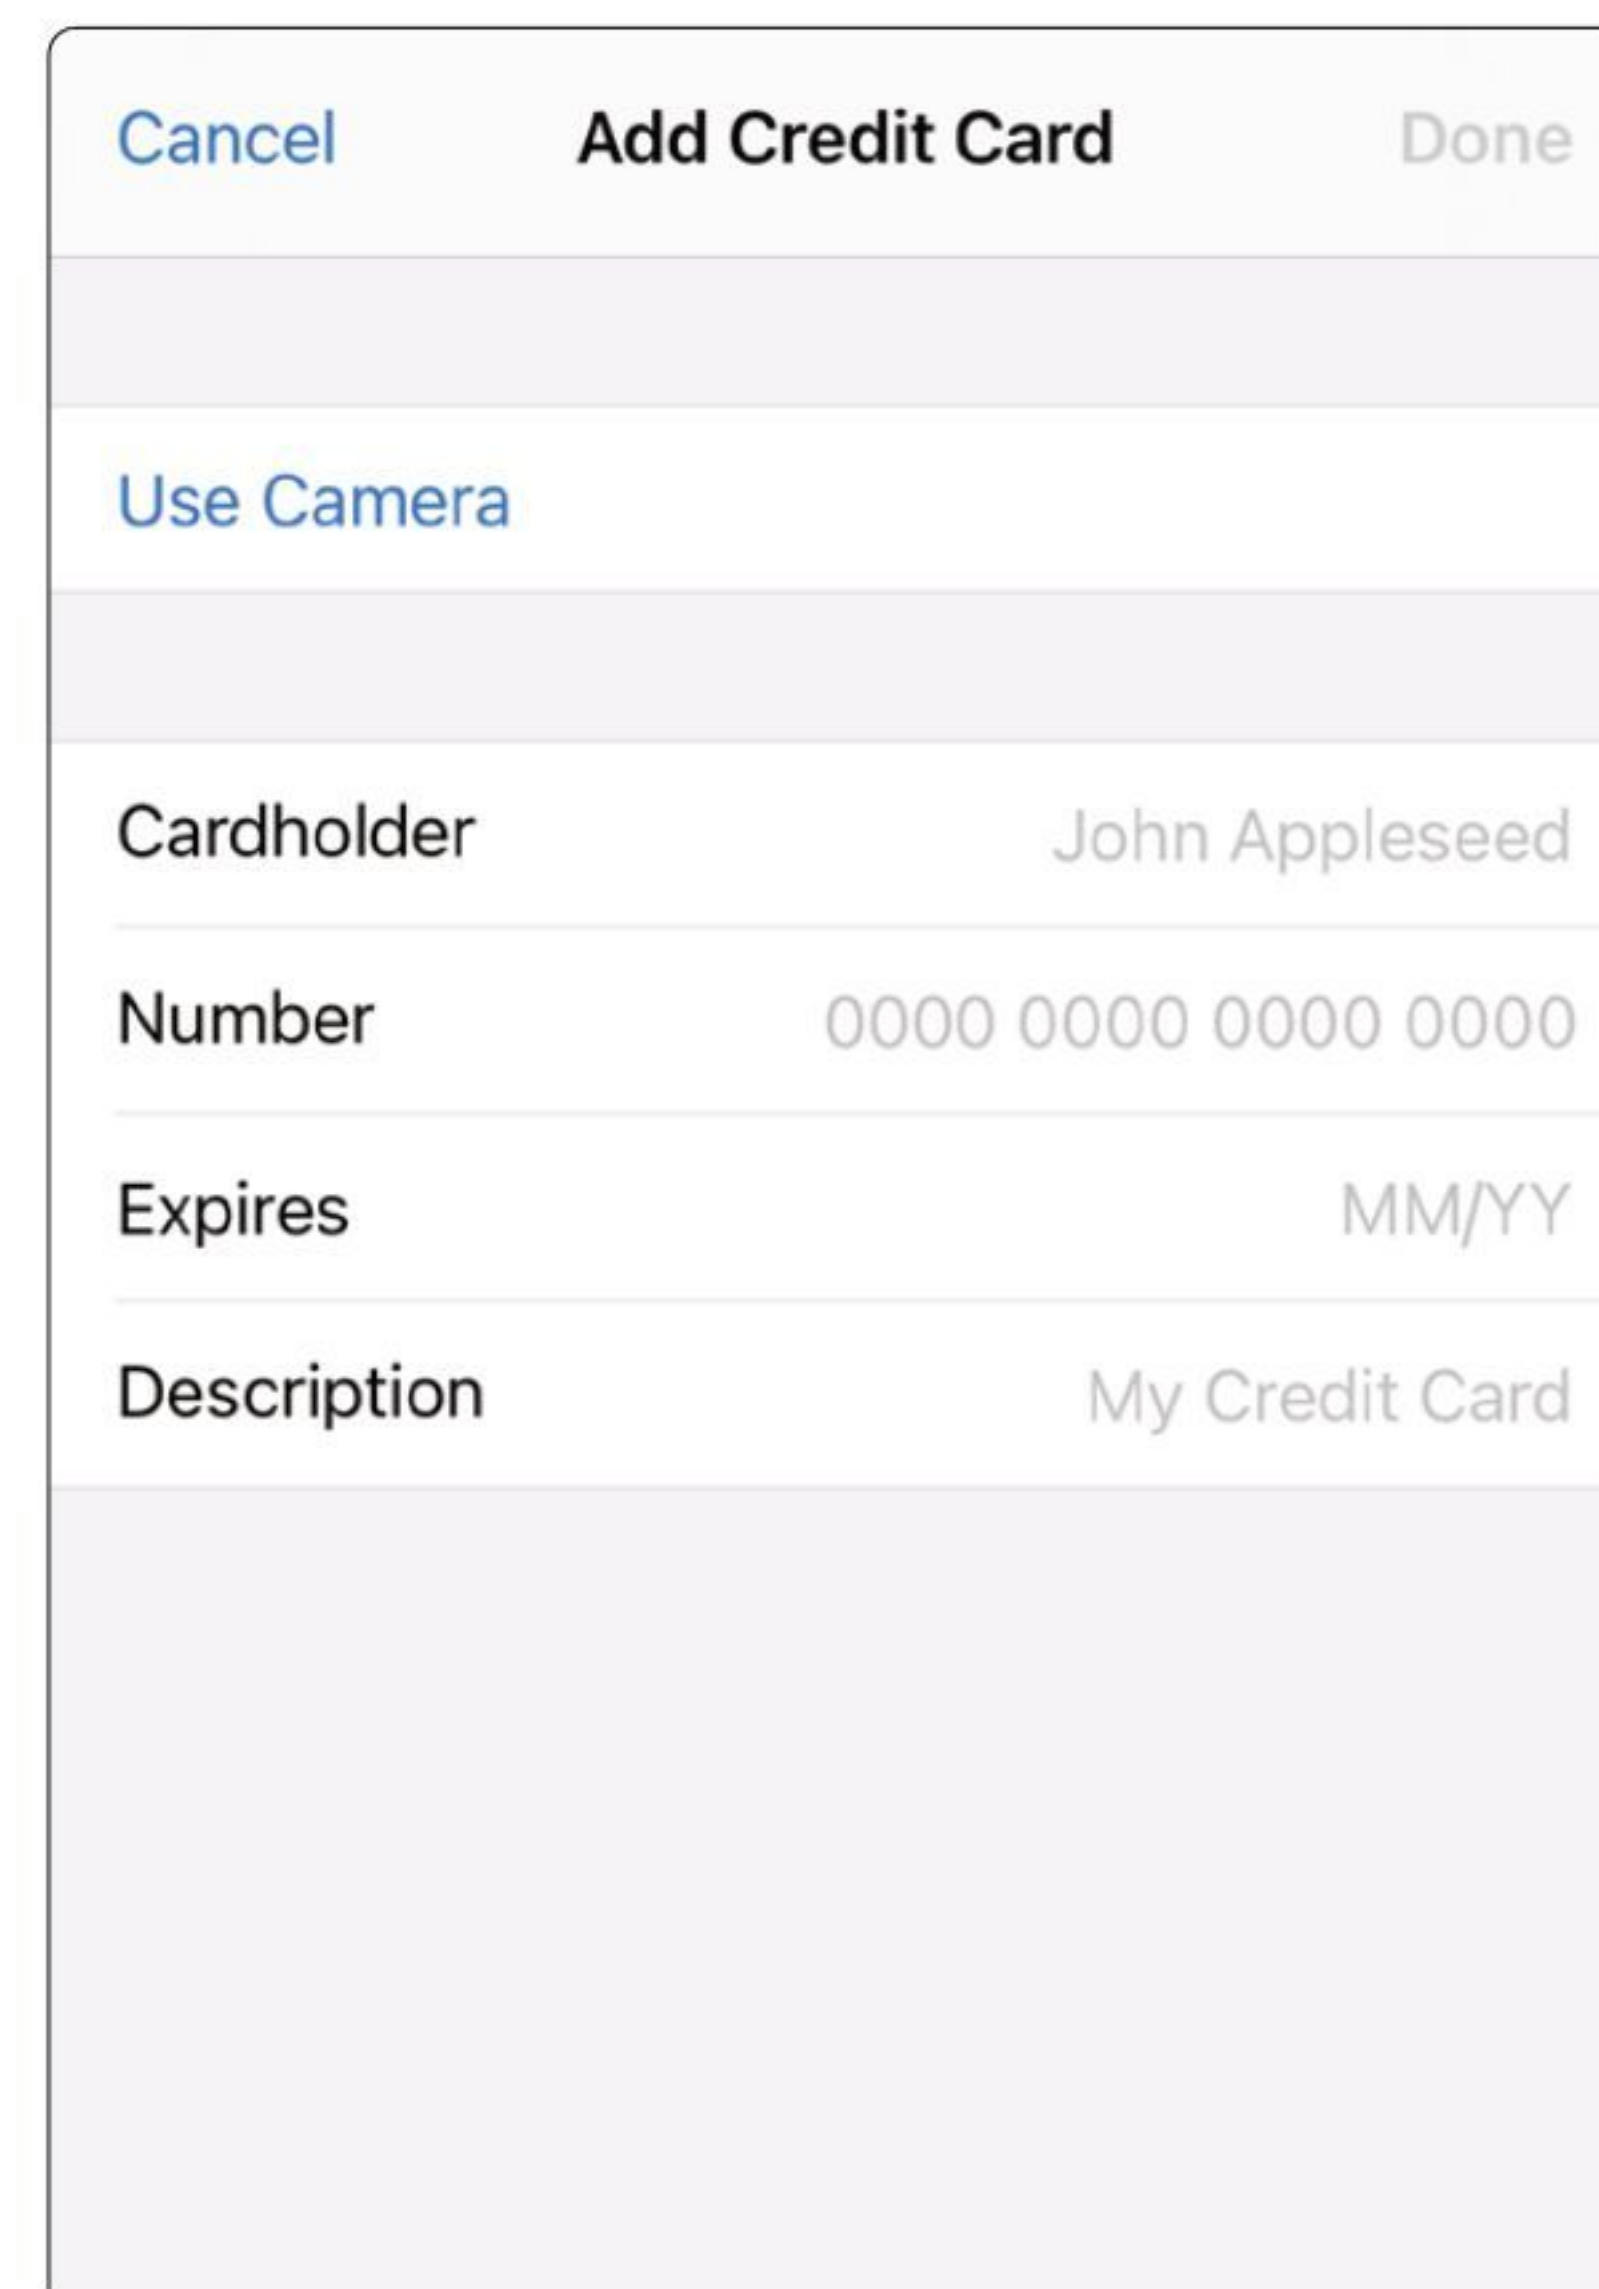 Cancel Add Credit Card Done
Use Camera
Cardholder John Appleseed
Number 0000 0000 0000 0000
Expires MM/YY
Description My Credit Card